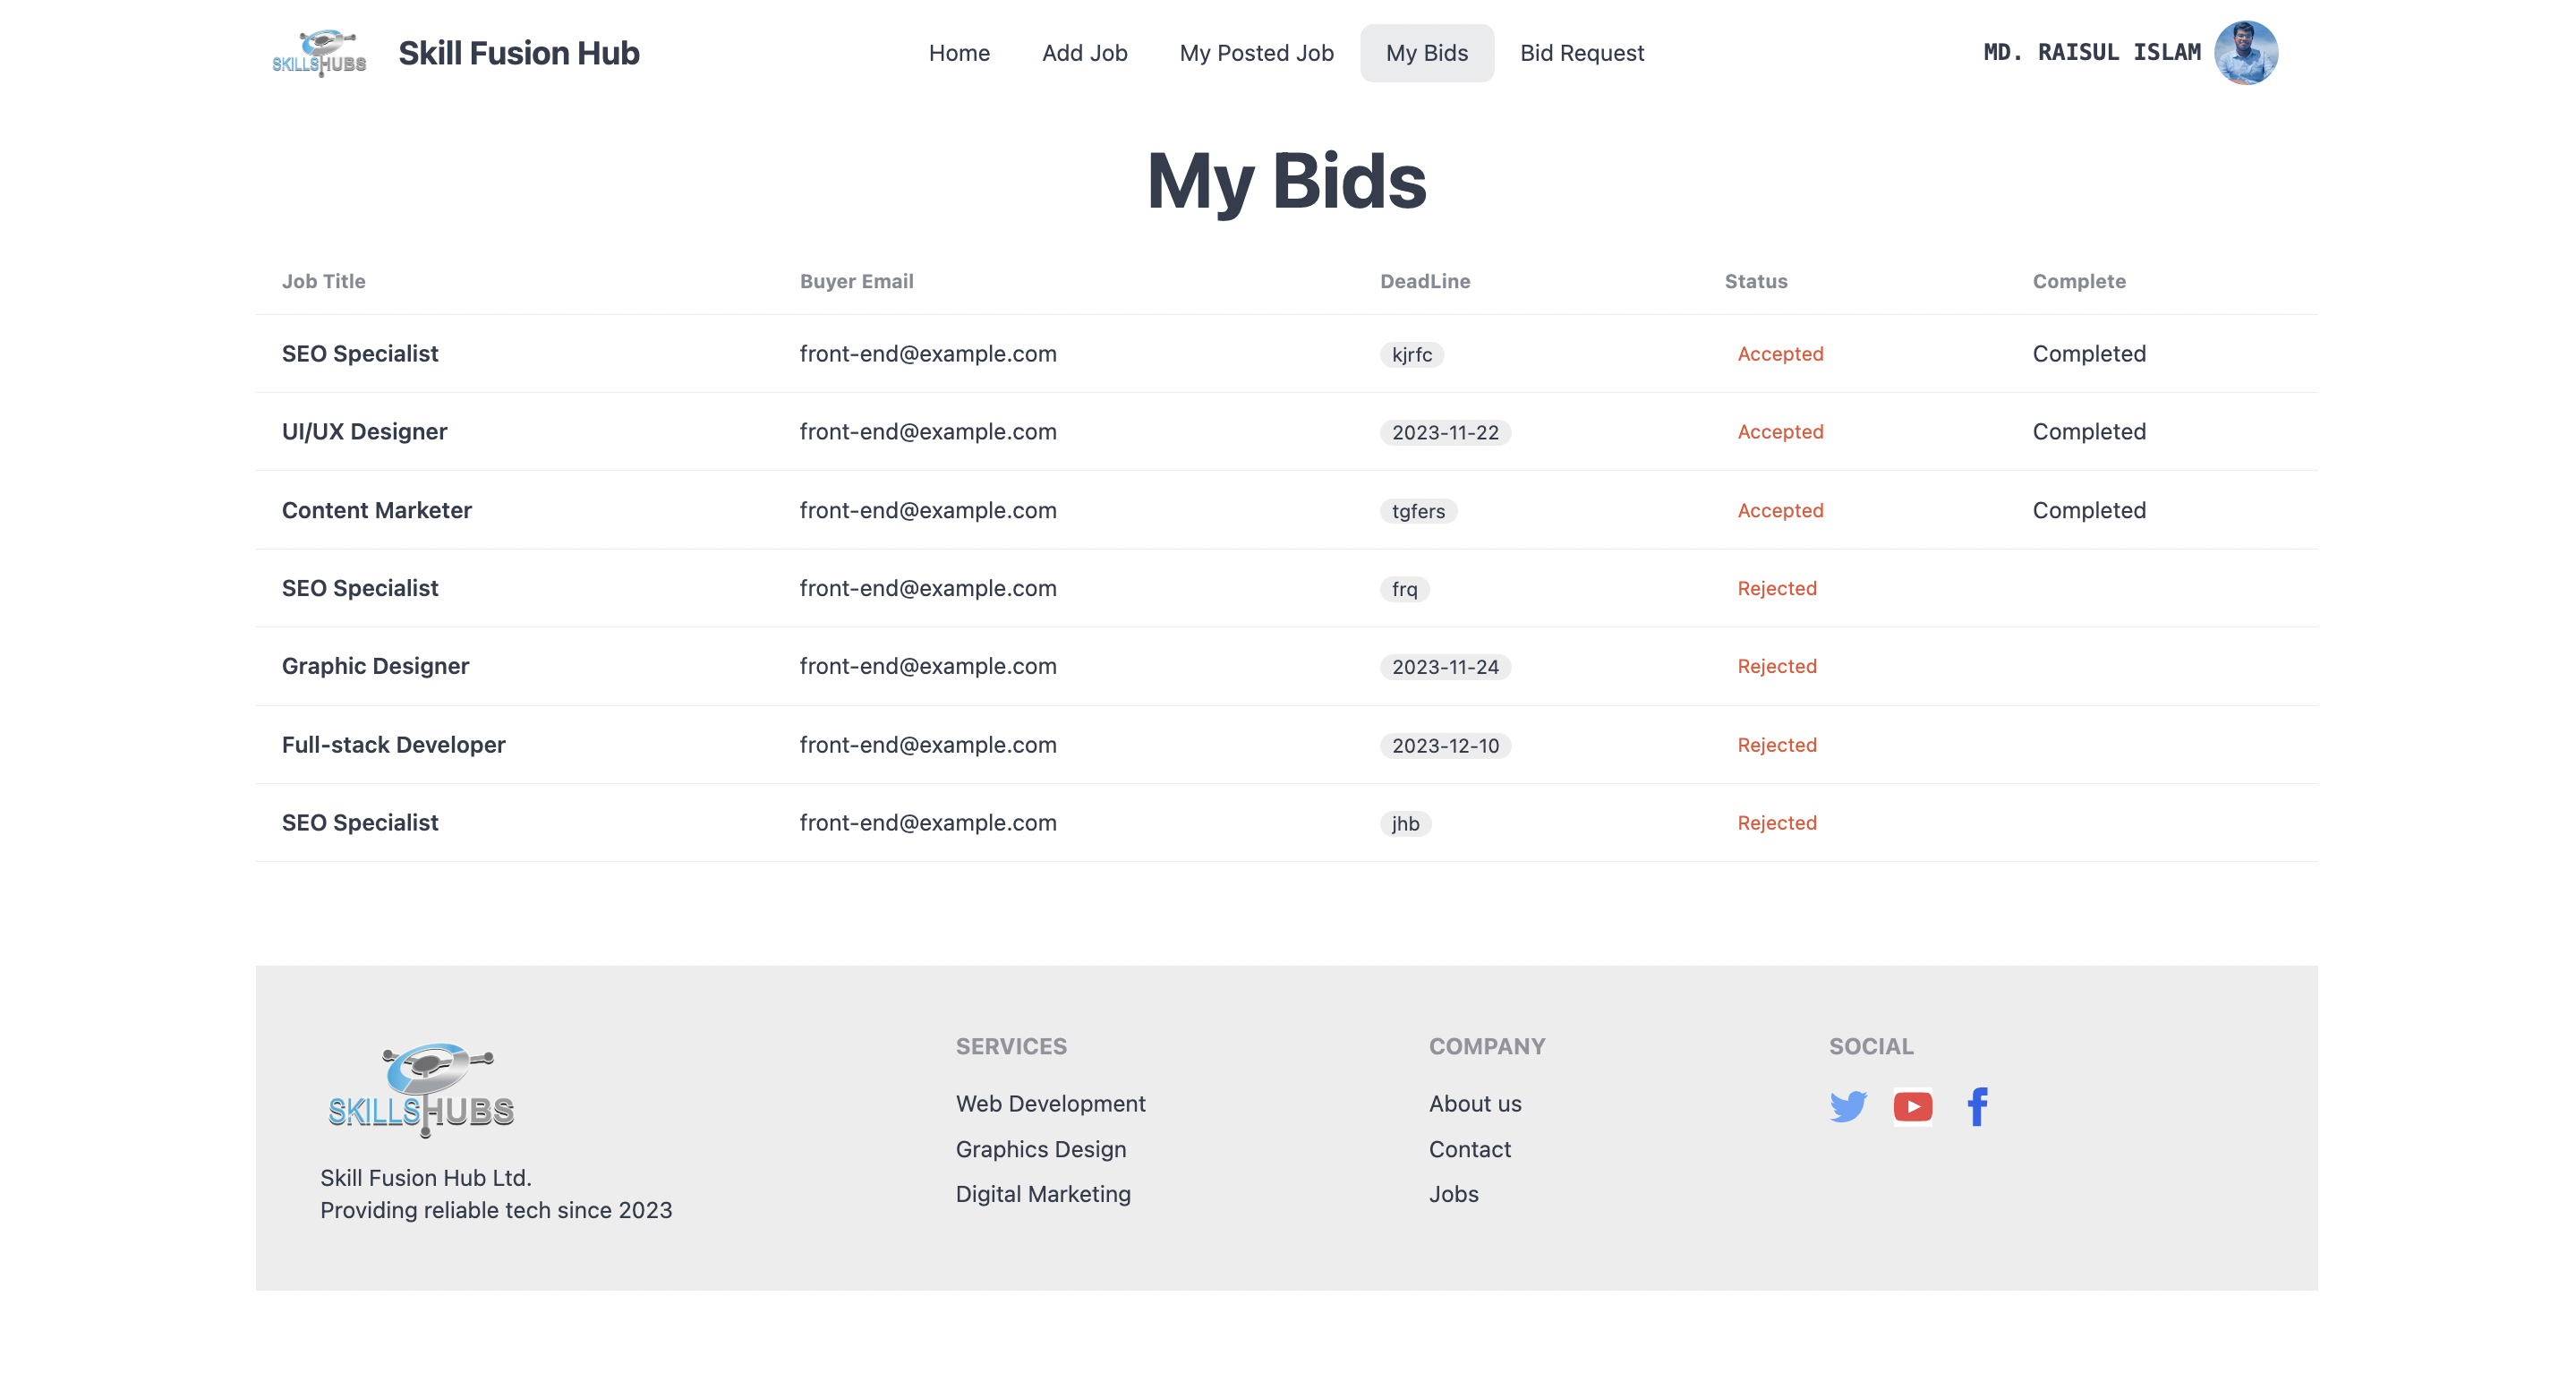 SKILLSHUBS Skill Fusion Hub Home Add Job My Posted Job My Bids Bid Request MD. RAISUL ISLAM
My Bids
Job Title Buyer Email DeadLine Status Complete
SEO Specialist front-end@example.com kjrfc Accepted Completed
UI/UX Designer front-end@example.com 2023-11-22 Accepted Completed
Content Marketer front-end@example.com tgfers Accepted Completed
SEO Specialist front-end@example.com frq Rejected
Graphic Designer front-end@example.com 2023-11-24 Rejected
Full-stack Developer front-end@example.com 2023-12-10 Rejected
SEO Specialist front-end@example.com jhb Rejected
SKILLSHUBS
Skill Fusion Hub Ltd.
Providing reliable tech since 2023
SERVICES
Web Development
Graphics Design
Digital Marketing
COMPANY
About us
Contact
Jobs
SOCIAL